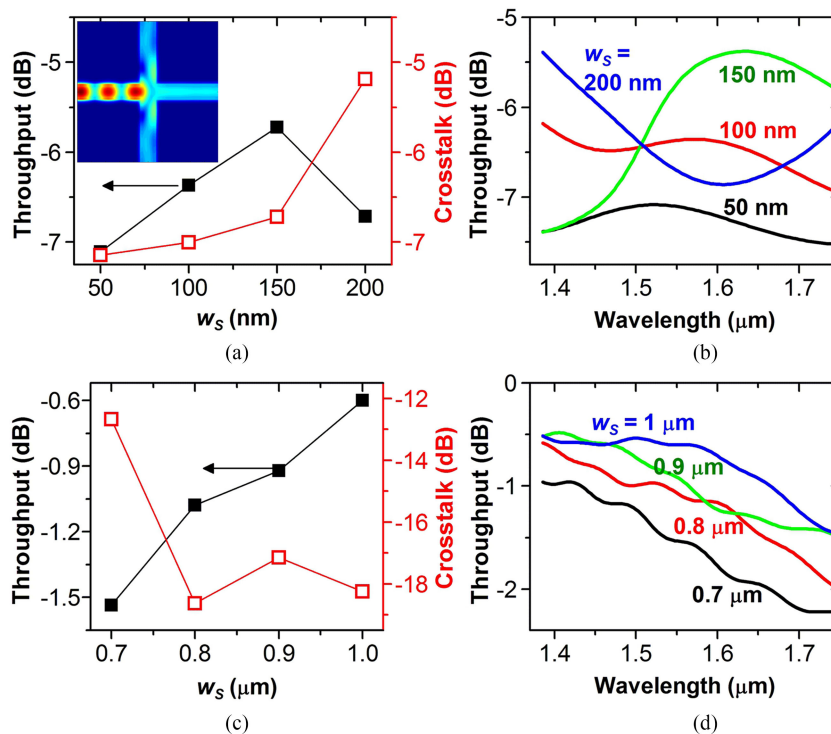 Throughput (dB)
-5
-6
-7
-5
-6
-7
Crosstalk (dB)
50 100 150 200
wS (nm)
(a)
Throughput (dB)
-5
-6
-7
wS =
200 nm
150 nm
100 nm
50 nm
1.4 1.5 1.6 1.7
Wavelength (μm)
(b)
Throughput (dB)
-0.6
-0.9
-1.2
-1.5
-12
-14
-16
-18
Crosstalk (dB)
0.7 0.8 0.9 1.0
wS (μm)
(c)
Throughput (dB)
0
-1
-2
wS = 1 μm
0.9 μm
0.8 μm
0.7 μm
1.4 1.5 1.6 1.7
Wavelength (μm)
(d)